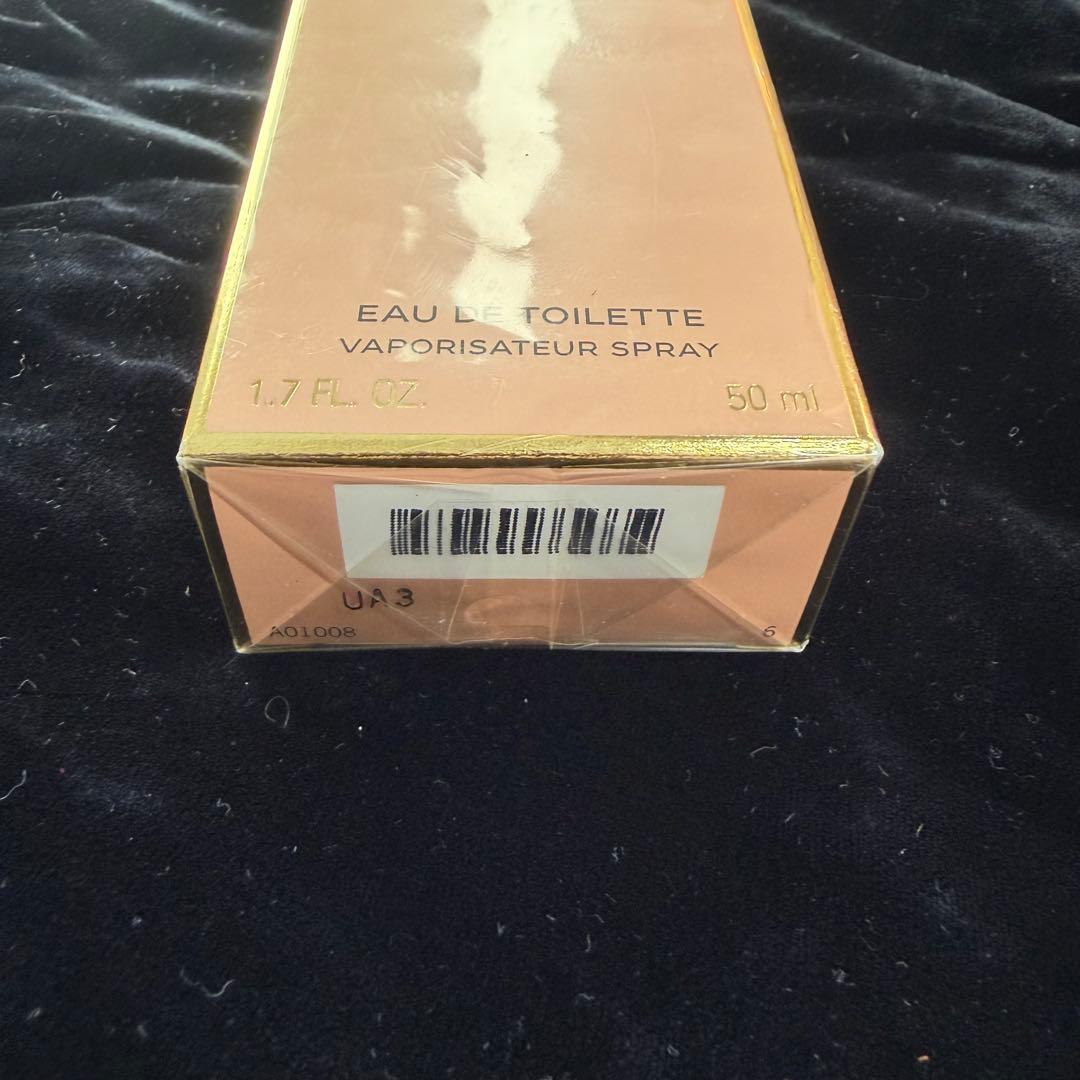 EAU DE TOILETTE
VAPORISATEUR SPRAY
1.7 FL. OZ. 50 ml
UA3
A01008 6